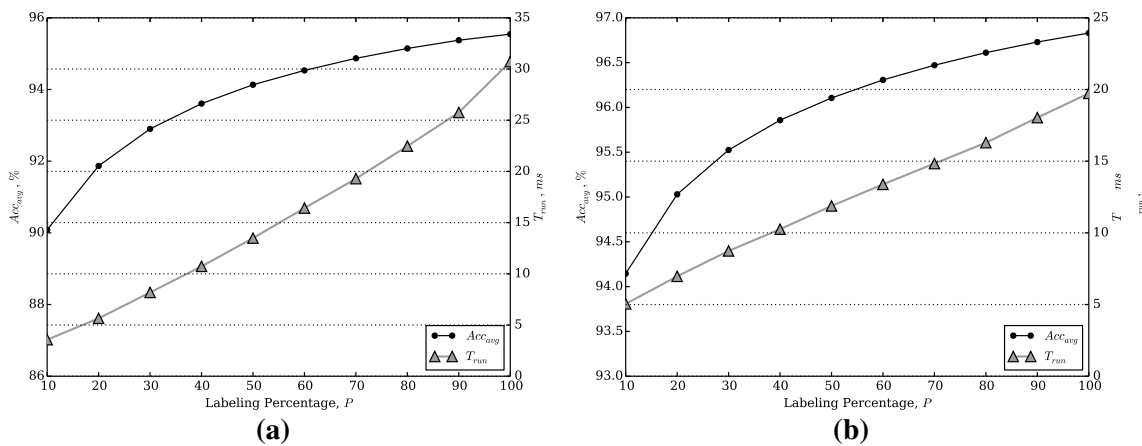 96
94
92
90
88
86
Acc_avg, %
35
30
25
20
15
10
5
0
T_run, ms
10 20 30 40 50 60 70 80 90 100
Labeling Percentage, P
Acc_avg
T_run
(a)
97.0
96.5
96.0
95.5
95.0
94.5
94.0
93.5
93.0
Acc_avg, %
25
20
15
10
5
0
T_run, ms
10 20 30 40 50 60 70 80 90 100
Labeling Percentage, P
Acc_avg
T_run
(b)